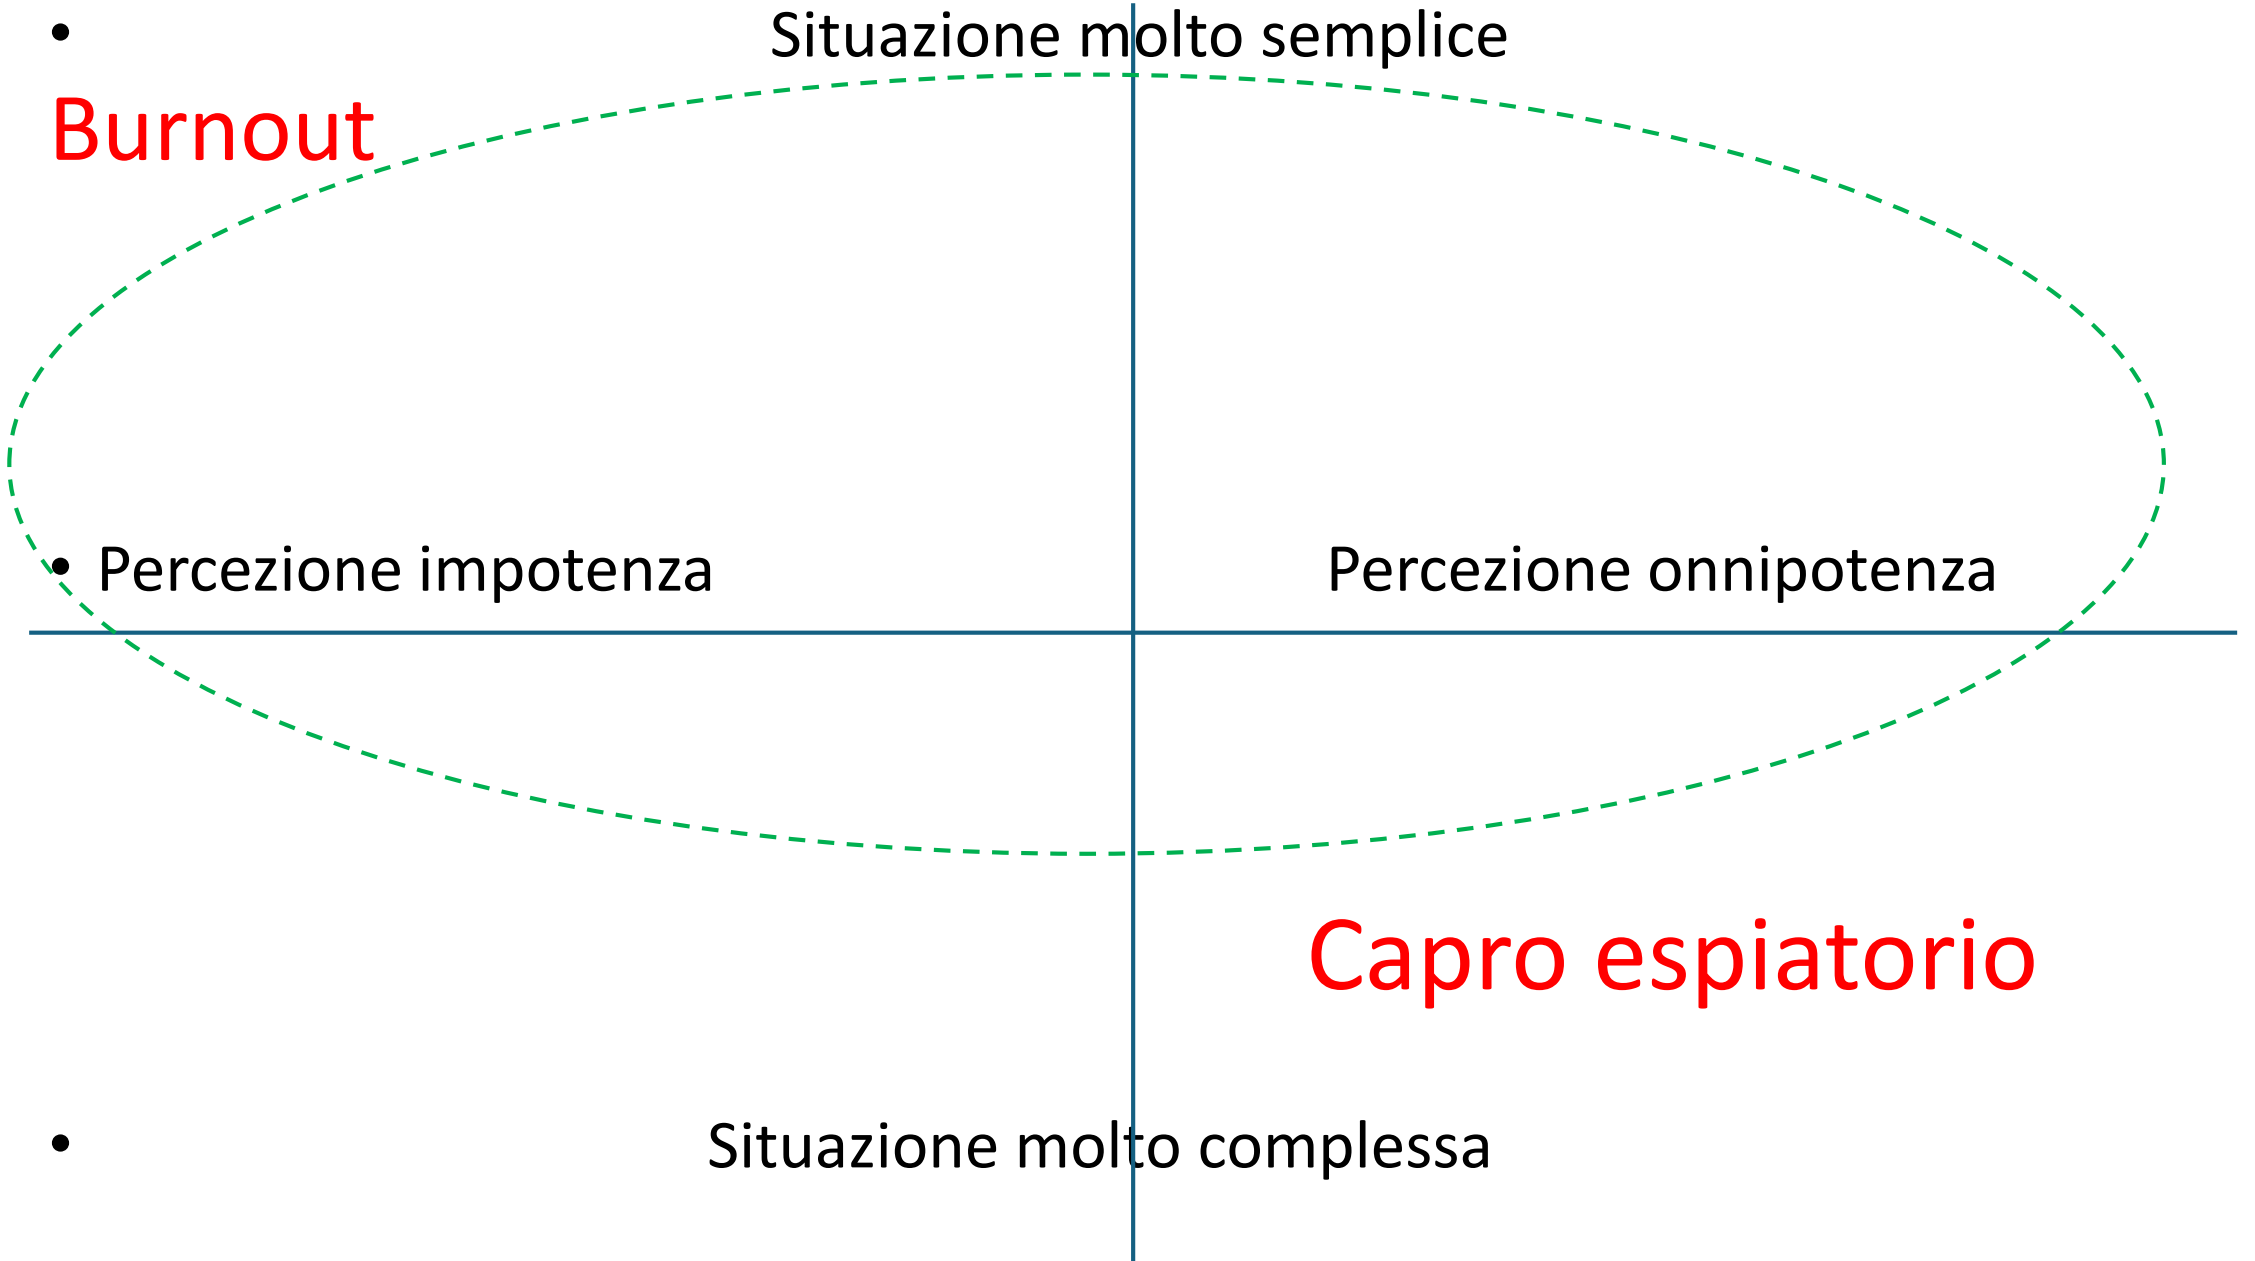 Situazione molto semplice
Burnout
Percezione impotenza Percezione onnipotenza
Capro espiatorio
Situazione molto complessa